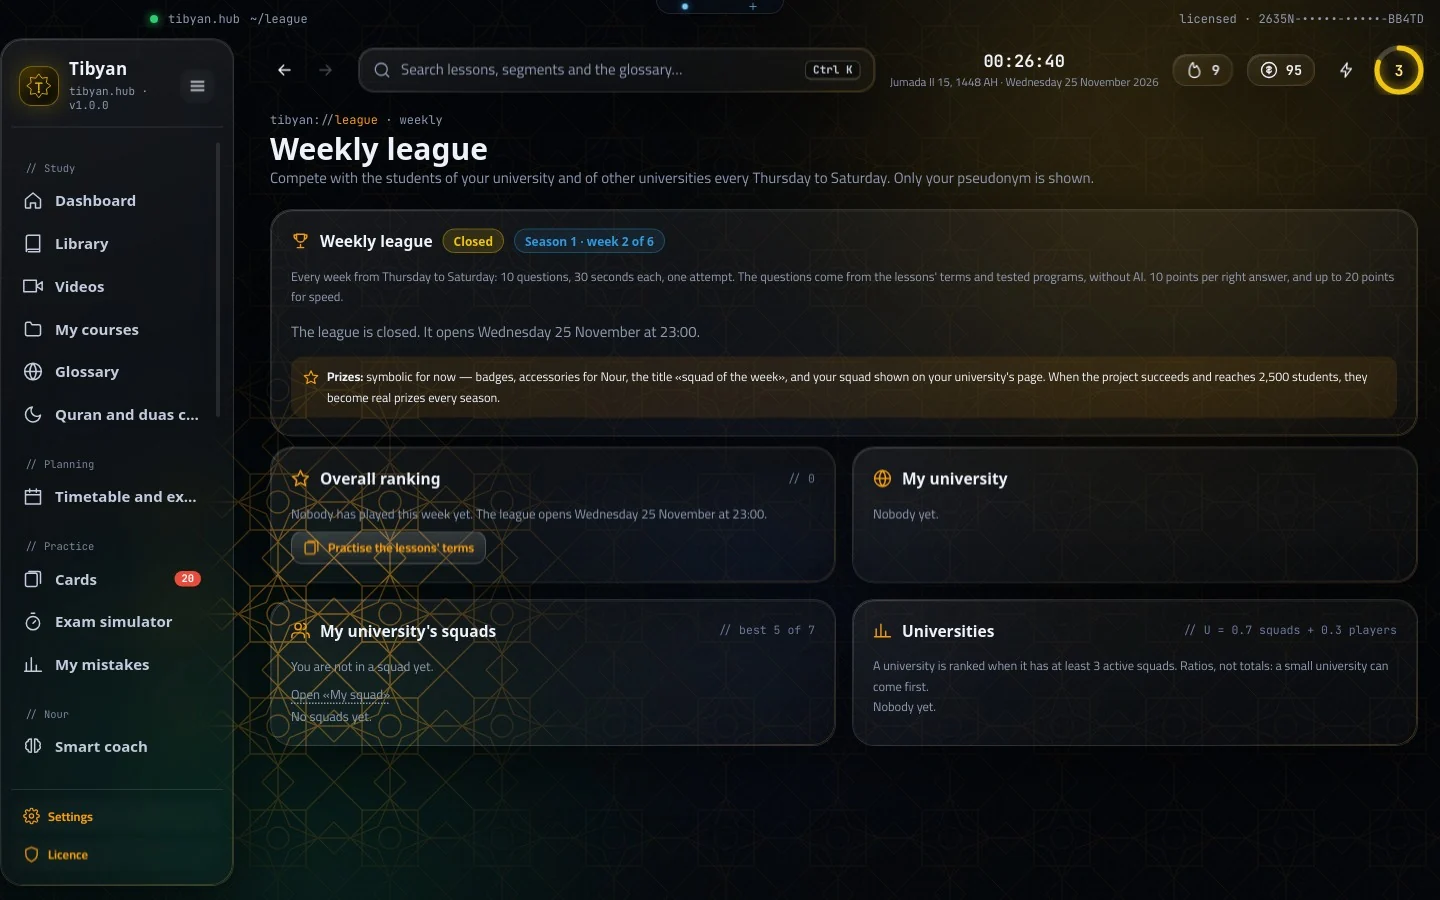 tibyan.hub ~/league
licensed · 2635N-•••••-•••••-BB4TD
Tibyan
tibyan.hub ·
v1.0.0
Search lessons, segments and the glossary...
Ctrl K
00:26:40
Jumada II 15, 1448 AH · Wednesday 25 November 2026
9
95
3
// Study
Dashboard
Library
Videos
My courses
Glossary
Quran and duas c...
// Planning
Timetable and ex...
// Practice
Cards
20
Exam simulator
My mistakes
// Nour
Smart coach
Settings
Licence
tibyan://league · weekly
Weekly league
Compete with the students of your university and of other universities every Thursday to Saturday. Only your pseudonym is shown.
Weekly league
Closed
Season 1 · week 2 of 6
Every week from Thursday to Saturday: 10 questions, 30 seconds each, one attempt. The questions come from the lessons' terms and tested programs, without AI. 10 points per right answer, and up to 20 points
for speed.
The league is closed. It opens Wednesday 25 November at 23:00.
Prizes: symbolic for now — badges, accessories for Nour, the title «squad of the week», and your squad shown on your university's page. When the project succeeds and reaches 2,500 students, they
become real prizes every season.
Overall ranking
// 0
Nobody has played this week yet. The league opens Wednesday 25 November at 23:00.
Practise the lessons' terms
My university
Nobody yet.
My university's squads
// best 5 of 7
You are not in a squad yet.
Open «My squad»
No squads yet.
Universities
// U = 0.7 squads + 0.3 players
A university is ranked when it has at least 3 active squads. Ratios, not totals: a small university can
come first.
Nobody yet.